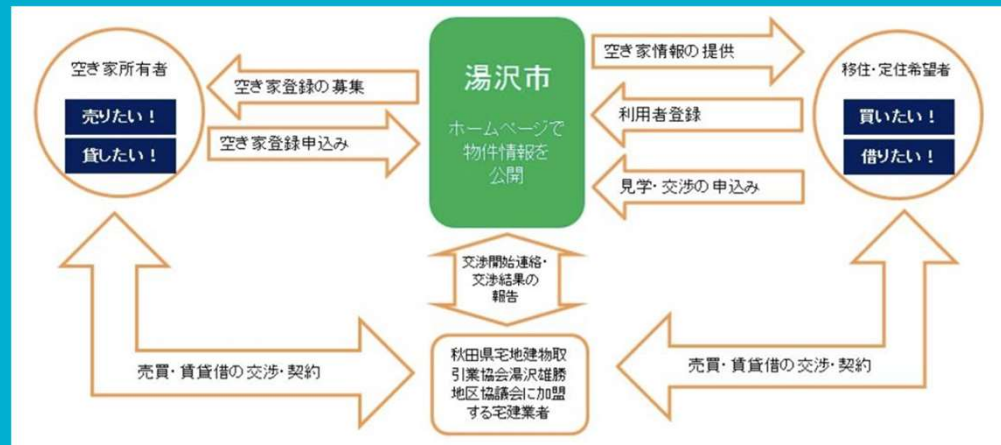 空き家所有者
売りたい！
貸したい！
空き家登録の募集
空き家登録申込み
湯沢市
ホームページで
物件情報を
公開
空き家情報の提供
利用者登録
見学・交渉の申込み
移住・定住希望者
買いたい！
借りたい！
交渉開始連絡・
交渉結果の
報告
売買・賃貸借の交渉・契約
秋田県宅地建物取
引業協会湯沢雄勝
地区協議会に加盟
する宅建業者
売買・賃貸借の交渉・契約